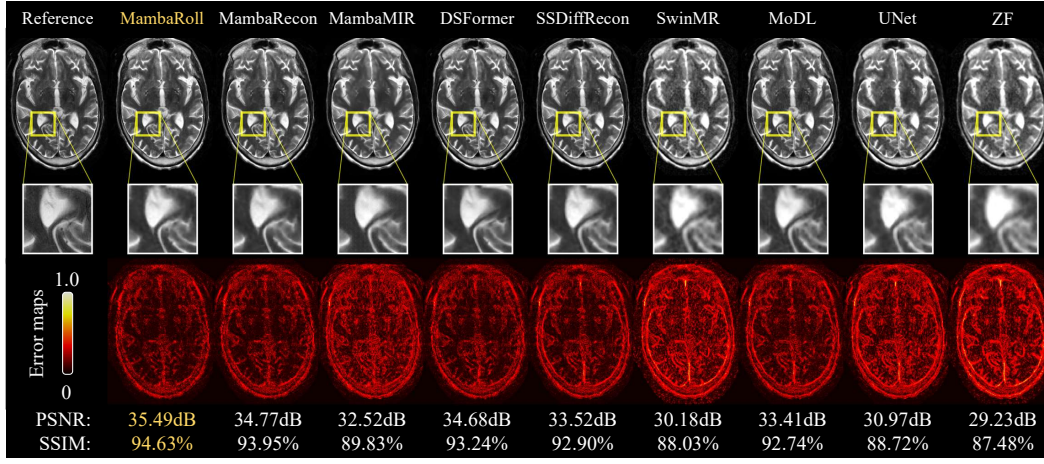 Reference MambaRoll MambaRecon MambaMIR DSFormer SSDiffRecon SwinMR MoDL UNet ZF
Error maps
1.0
0
PSNR: 35.49dB 34.77dB 32.52dB 34.68dB 33.52dB 30.18dB 33.41dB 30.97dB 29.23dB
SSIM: 94.63% 93.95% 89.83% 93.24% 92.90% 88.03% 92.74% 88.72% 87.48%